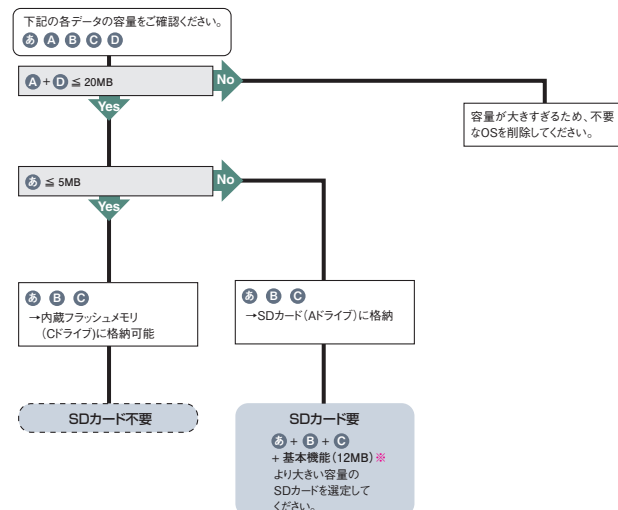 下記の各データの容量をご確認ください。
あ A B C D
A + D ≦ 20MB
No
Yes
容量が大きすぎるため、不要
なOSを削除してください。
あ ≦ 5MB
No
Yes
あ B C
→内蔵フラッシュメモリ
(Cドライブ)に格納可能
あ B C
→SDカード(Aドライブ)に格納
SDカード不要
SDカード要
あ + B + C
+ 基本機能(12MB)※
より大きい容量の
SDカードを選定して
ください。